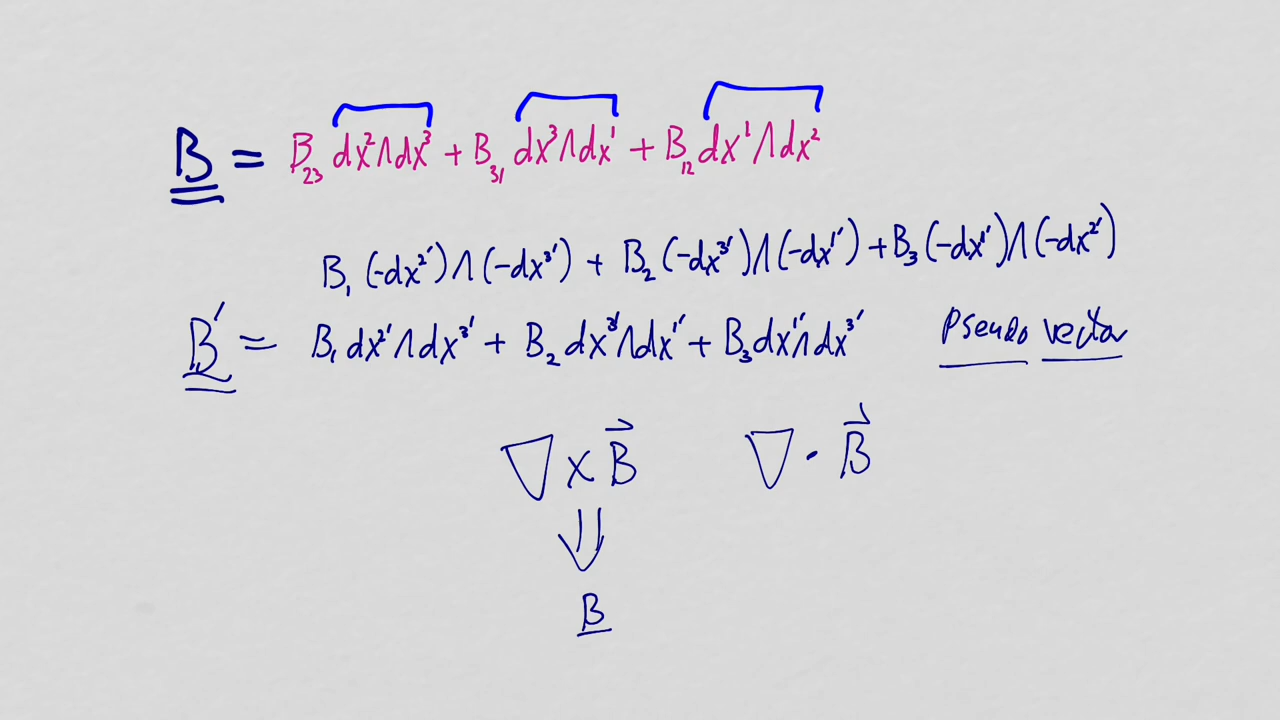 B = B₂₃ dx²∧dx³ + B₃₁ dx³∧dx¹ + B₁₂ dx¹∧dx²
B₁ (-dx²′)∧(-dx³′) + B₂ (-dx³′)∧(-dx¹′) + B₃ (-dx¹′)∧(-dx²′)
B′ = B₁ dx²′∧dx³′ + B₂ dx³′∧dx¹′ + B₃ dx¹′∧dx³′ Pseudo vector
∇ × B⃗ ∇ · B⃗
⇓
B